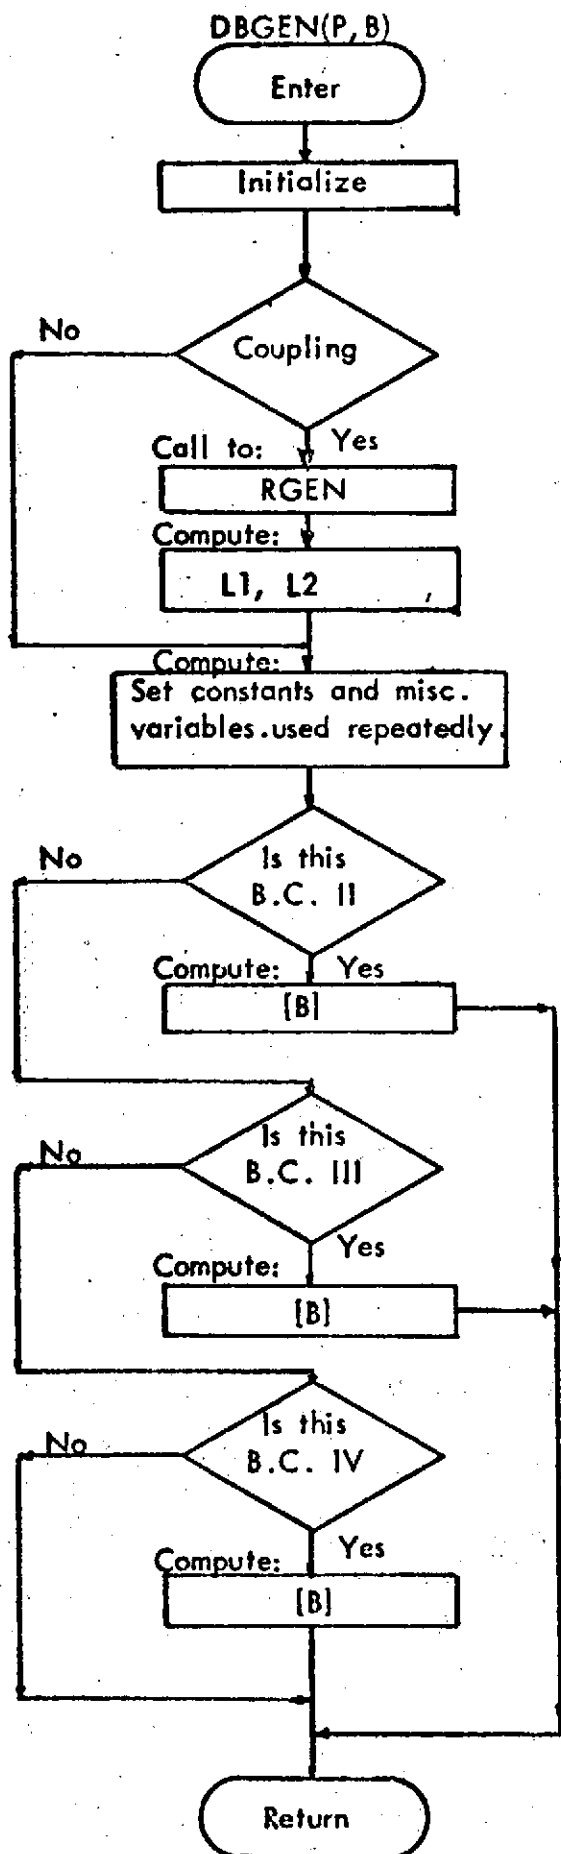 DBGEN(P,B)
Enter
Initialize
No
Coupling
Yes
Call to:
RGEN
Compute:
L1, L2 ,
Compute:
Set constants and misc.
variables.used repeatedly.
No
Is this
B.C. II
Compute:
Yes
[B]
No
Is this
B.C. III
Yes
Compute:
[B]
No
Is this
B.C. IV
Yes
Compute:
[B]
Return